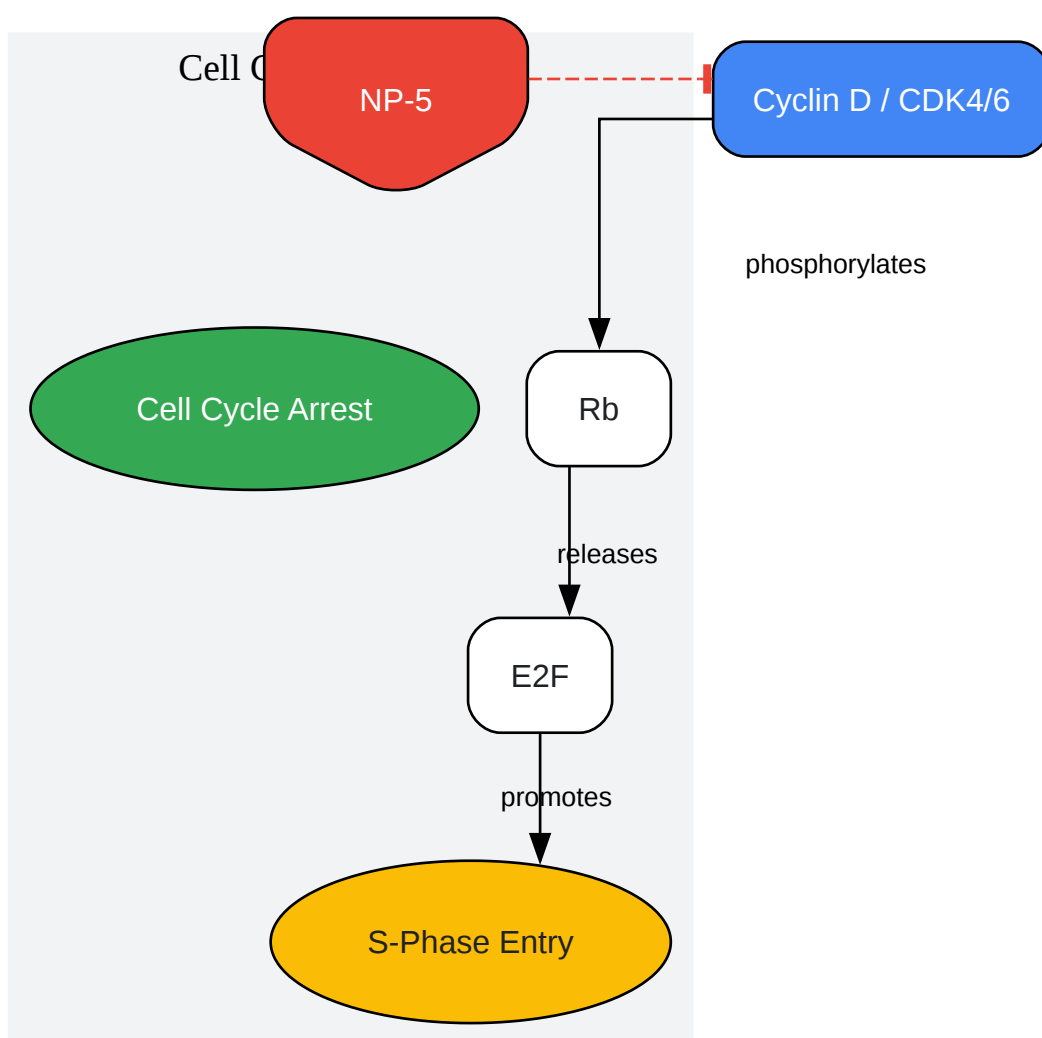 Cell
NP-5
Cyclin D / CDK4/6
phosphorylates
Cell Cycle Arrest
Rb
releases
E2F
promotes
S-Phase Entry